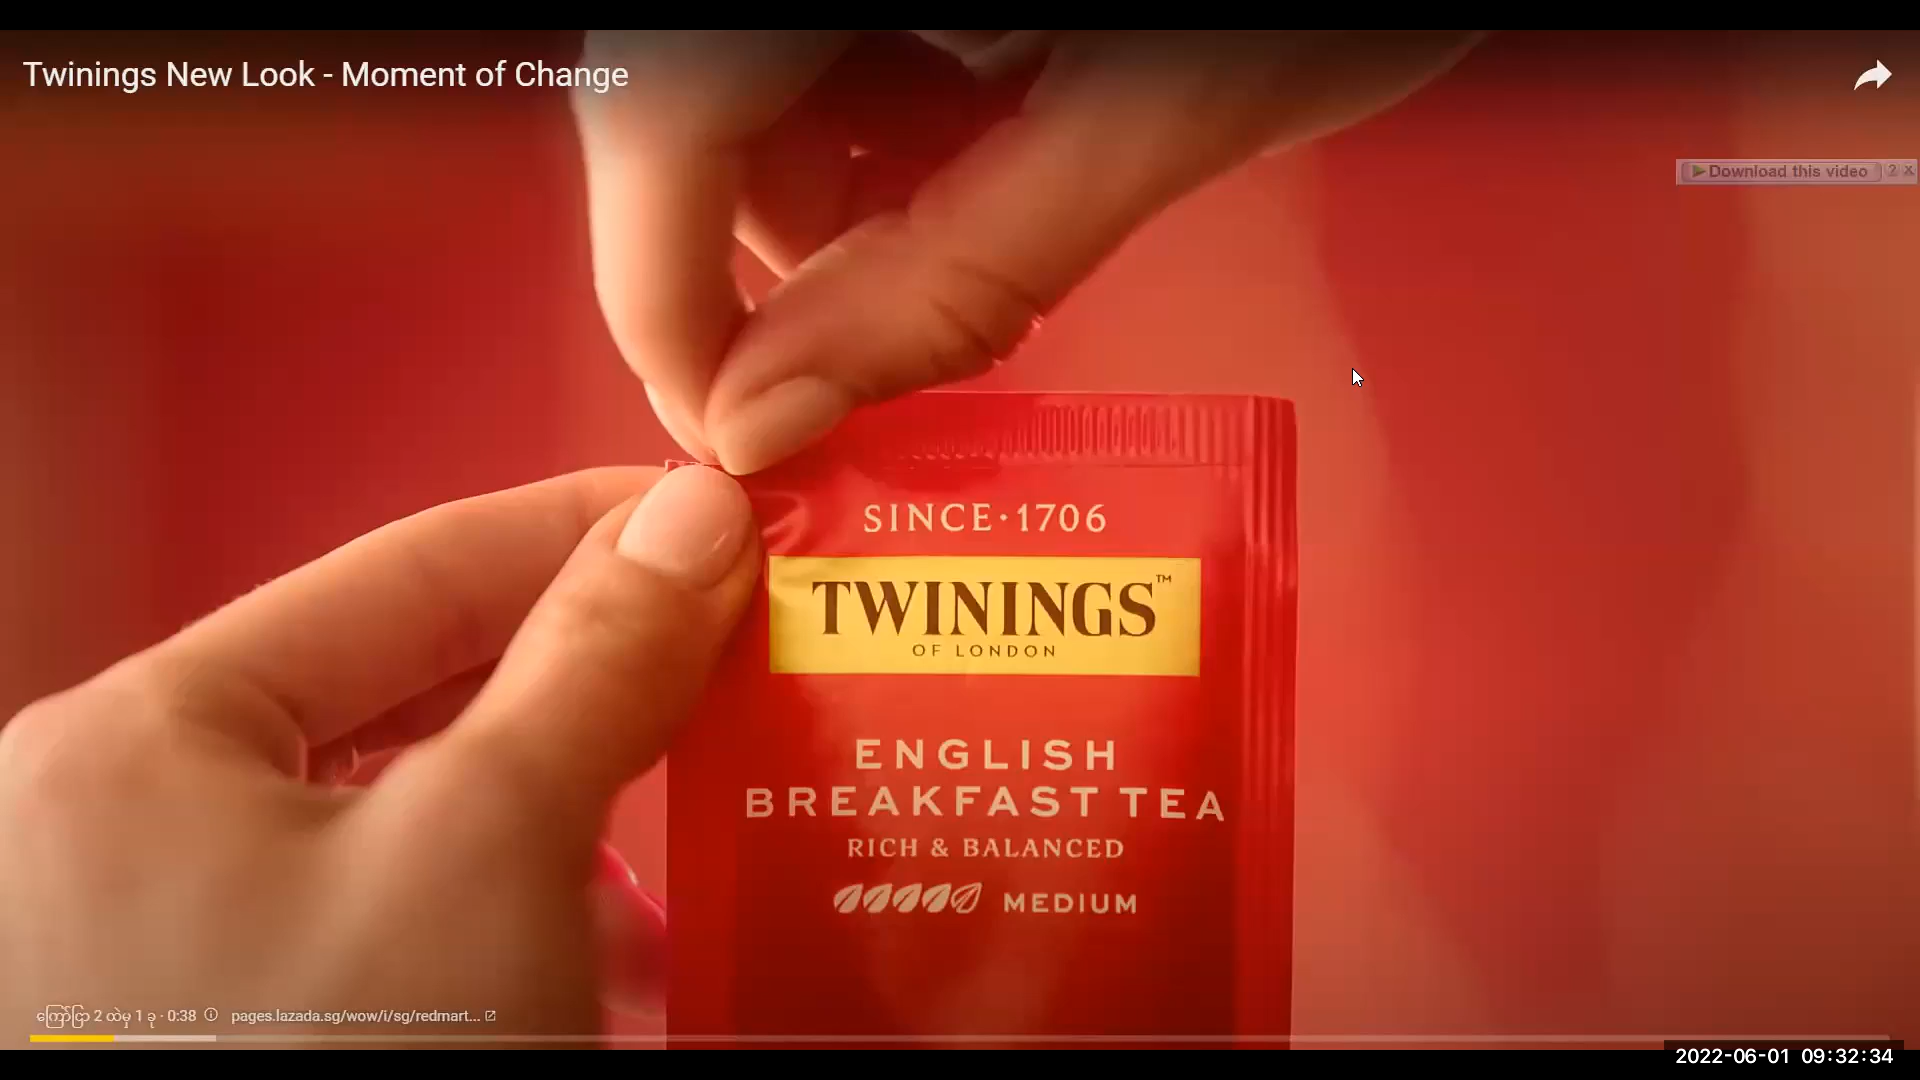 Twinings New Look - Moment of Change
Download this video ? x
SINCE·1706
TWININGS™
OF LONDON
ENGLISH
BREAKFAST TEA
RICH & BALANCED
MEDIUM
ကြော်ငြာ 2 ထဲမှ 1 ခု · 0:38 pages.lazada.sg/wow/i/sg/redmart...
2022-06-01 09:32:34